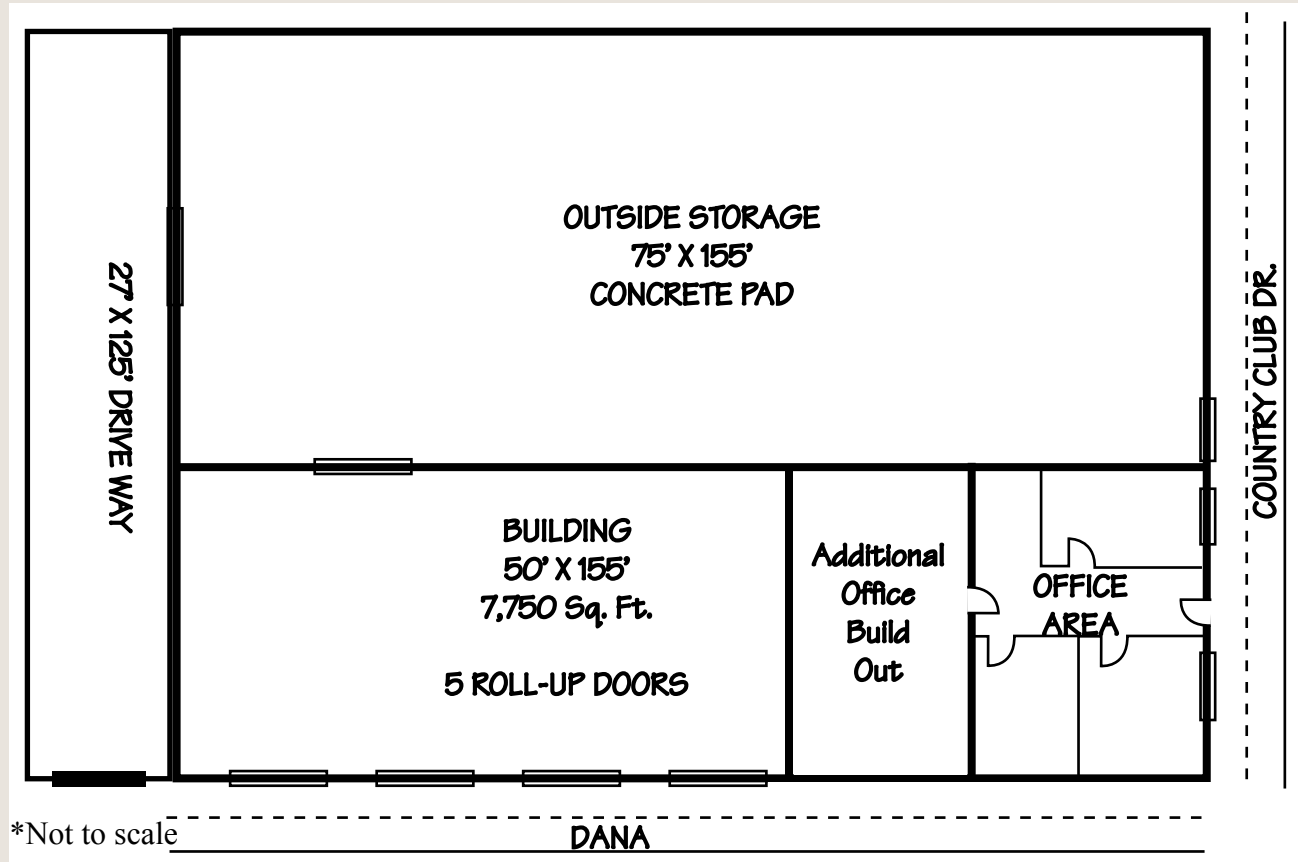 OUTSIDE STORAGE
75' X 155'
CONCRETE PAD
27' X 125' DRIVE WAY
COUNTRY CLUB DR.
BUILDING
50' X 155'
7,750 Sq. Ft.
5 ROLL-UP DOORS
Additional
Office
Build
Out
OFFICE
AREA
*Not to scale
DANA